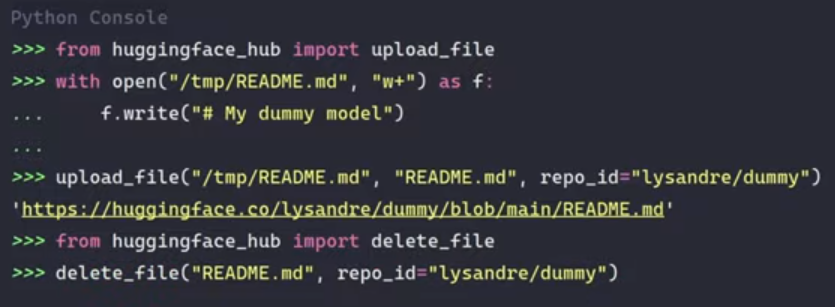 Python Console
>>> from huggingface_hub import upload_file
>>> with open("/tmp/README.md", "w+") as f:
...     f.write("# My dummy model")
...
>>> upload_file("/tmp/README.md", "README.md", repo_id="lysandre/dummy")
'https://huggingface.co/lysandre/dummy/blob/main/README.md'
>>> from huggingface_hub import delete_file
>>> delete_file("README.md", repo_id="lysandre/dummy")